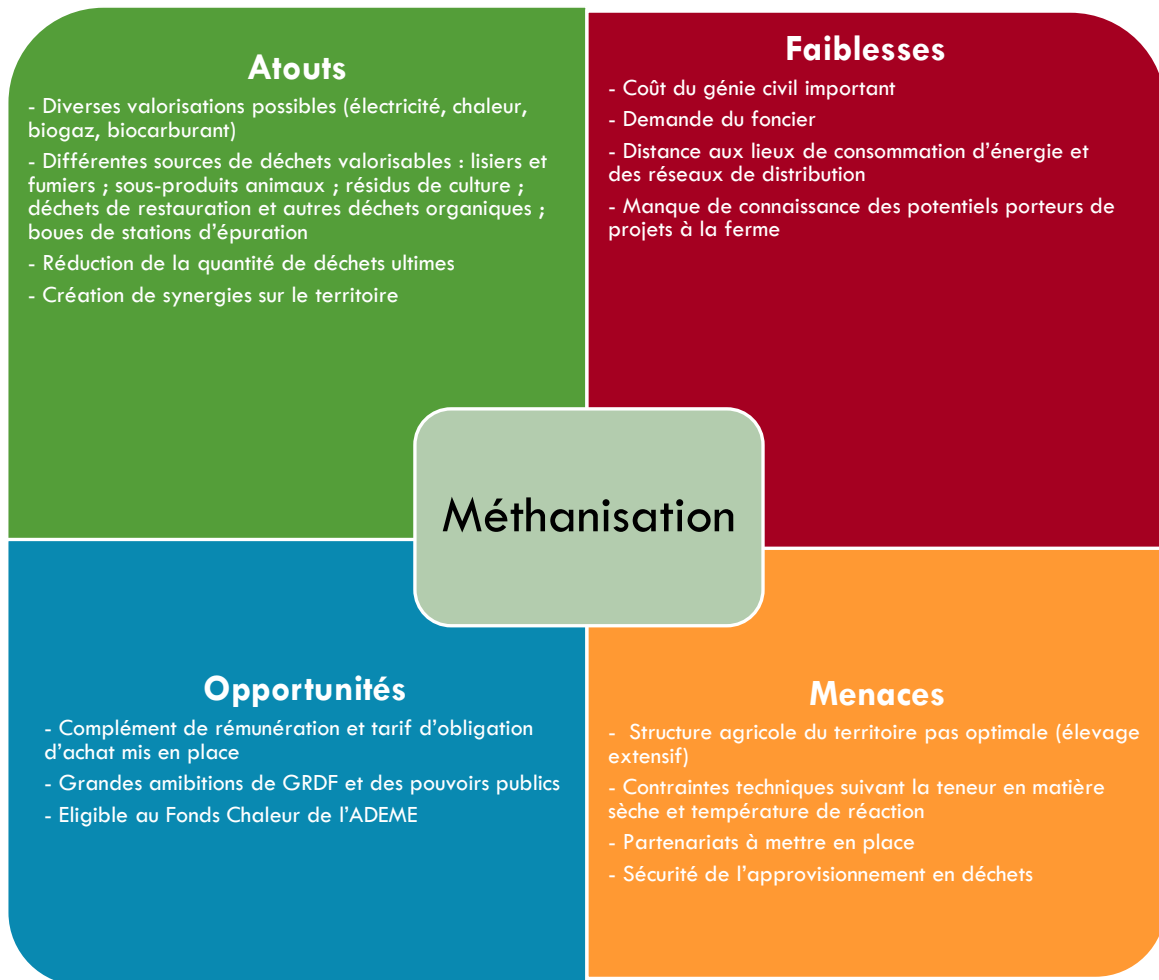 Atouts
- Diverses valorisations possibles (électricité, chaleur,
biogaz, biocarburant)
- Différentes sources de déchets valorisables : lisiers et
fumiers ; sous-produits animaux ; résidus de culture ;
déchets de restauration et autres déchets organiques ;
boues de stations d'épuration
- Réduction de la quantité de déchets ultimes
- Création de synergies sur le territoire
Faiblesses
- Coût du génie civil important
- Demande du foncier
- Distance aux lieux de consommation d'énergie et
des réseaux de distribution
- Manque de connaissance des potentiels porteurs de
projets à la ferme
Méthanisation
Opportunités
- Complément de rémunération et tarif d'obligation
d'achat mis en place
- Grandes amibitions de GRDF et des pouvoirs publics
- Eligible au Fonds Chaleur de l'ADEME
Menaces
- Structure agricole du territoire pas optimale (élevage
extensif)
- Contraintes techniques suivant la teneur en matière
sèche et température de réaction
- Partenariats à mettre en place
- Sécurité de l'approvisionnement en déchets